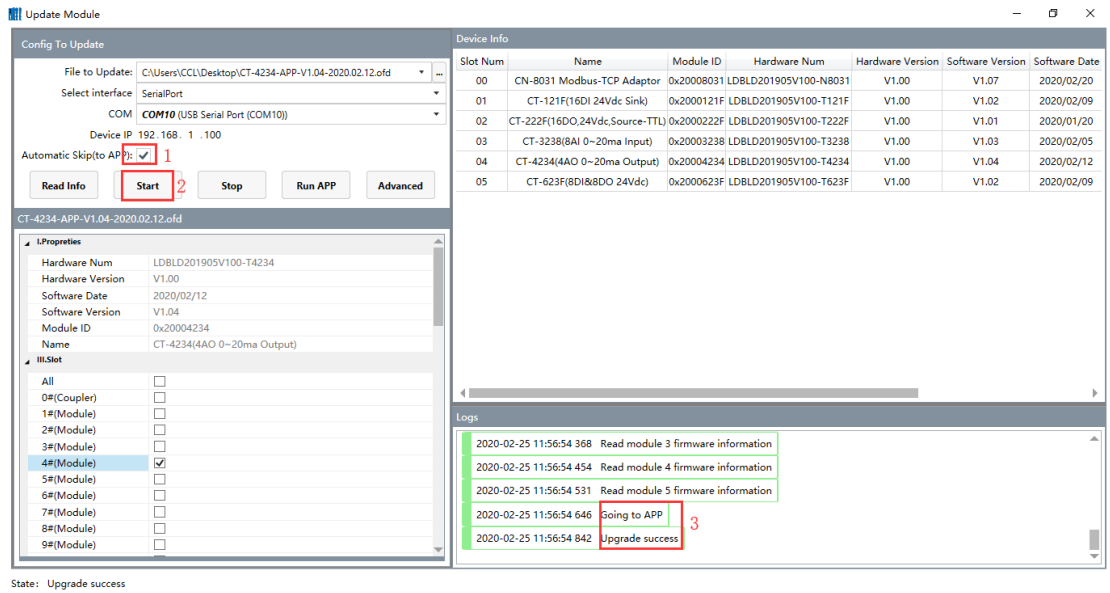 Update Module
Config To Update
File to Update: C:\Users\CCL\Desktop\CT-4234-APP-V1.04-2020.02.12.ofd ...
Select interface SerialPort
COM COM10 (USB Serial Port (COM10))
Device IP 192.168. 1 .100
Automatic Skip(to APP): 1
Read Info Start 2 Stop Run APP Advanced
CT-4234-APP-V1.04-2020.02.12.ofd
I.Propreties
Hardware Num LDBLD201905V100-T4234
Hardware Version V1.00
Software Date 2020/02/12
Software Version V1.04
Module ID 0x20004234
Name CT-4234(4AO 0~20ma Output)
III.Slot
All
0#(Coupler)
1#(Module)
2#(Module)
3#(Module)
4#(Module)
5#(Module)
6#(Module)
7#(Module)
8#(Module)
9#(Module)
Device Info
Slot Num Name Module ID Hardware Num Hardware Version Software Version Software Date
00 CN-8031 Modbus-TCP Adaptor 0x20008031 LDBLD201905V100-N8031 V1.00 V1.07 2020/02/20
01 CT-121F(16DI 24Vdc Sink) 0x2000121F LDBLD201905V100-T121F V1.00 V1.02 2020/02/09
02 CT-222F(16DO,24Vdc,Source-TTL) 0x2000222F LDBLD201905V100-T222F V1.00 V1.01 2020/01/20
03 CT-3238(8AI 0~20ma Input) 0x20003238 LDBLD201905V100-T3238 V1.00 V1.03 2020/02/05
04 CT-4234(4AO 0~20ma Output) 0x20004234 LDBLD201905V100-T4234 V1.00 V1.04 2020/02/12
05 CT-623F(8DI&8DO 24Vdc) 0x2000623F LDBLD201905V100-T623F V1.00 V1.02 2020/02/09
Logs
2020-02-25 11:56:54 368 Read module 3 firmware information
2020-02-25 11:56:54 454 Read module 4 firmware information
2020-02-25 11:56:54 531 Read module 5 firmware information
2020-02-25 11:56:54 646 Going to APP
3
2020-02-25 11:56:54 842 Upgrade success
State: Upgrade success